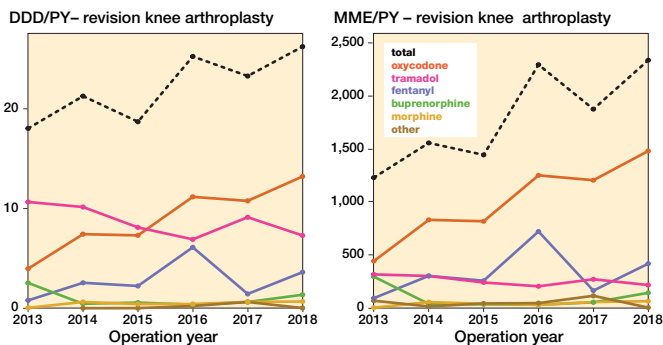 DDD/PY – revision knee arthroplasty
20
10
0
2013 2014 2015 2016 2017 2018
Operation year
MME/PY - revision knee arthroplasty
2,500
2,000
1,500
1,000
500
0
total
oxycodone
tramadol
fentanyl
buprenorphine
morphine
other
2013 2014 2015 2016 2017 2018
Operation year